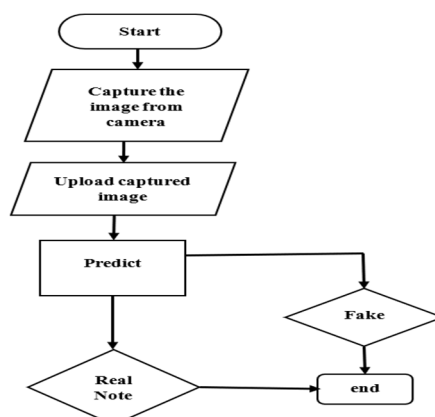 Start
Capture the
image from
camera
Upload captured
image
Predict
Fake
Real
Note
end